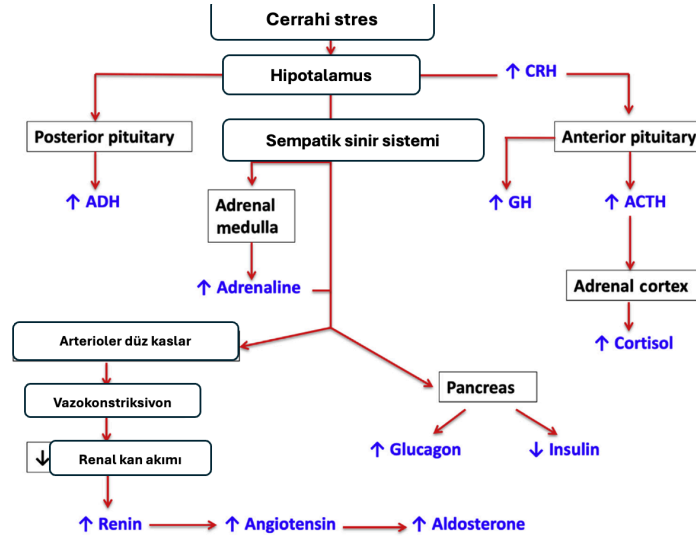 Cerrahi stres
Hipotalamus
↑ CRH
Posterior pituitary
Sempatik sinir sistemi
Anterior pituitary
↑ ADH
Adrenal
medulla
↑ GH
↑ ACTH
↑ Adrenaline
Adrenal cortex
↑ Cortisol
Arterioler düz kaslar
Pancreas
Vazokonstriksivon
↑ Glucagon
↓ Insulin
↓ Renal kan akımı
↑ Renin
↑ Angiotensin
↑ Aldosterone